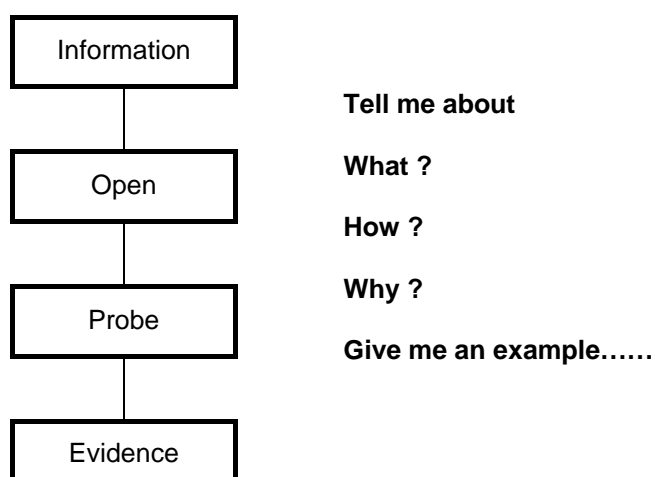 Information
Tell me about
What ?
Open
How ?
Why ?
Probe
Give me an example……
Evidence